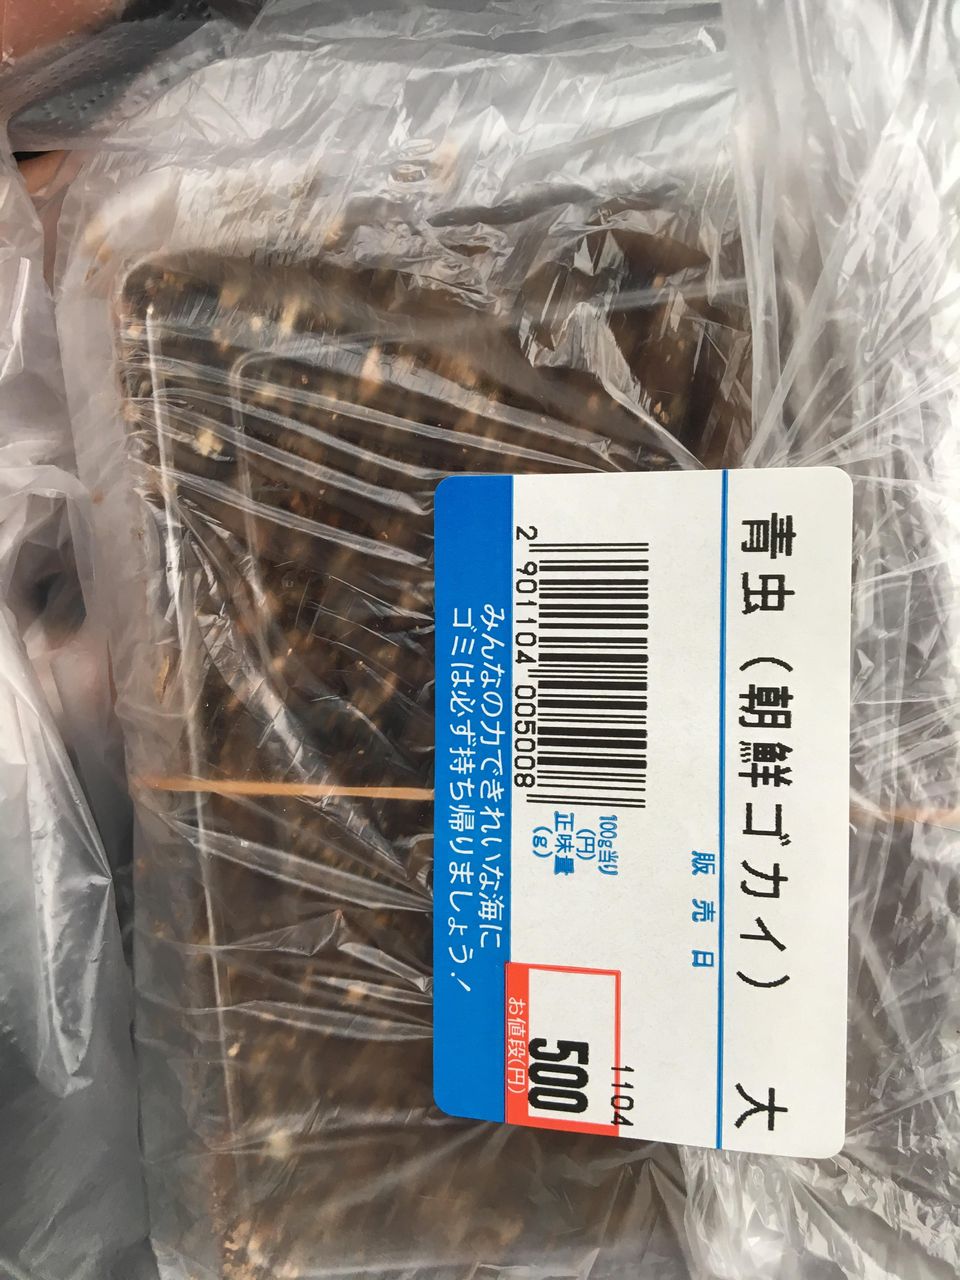 青虫（朝鮮ゴカイ） 大
販売日
1104
2 901104 005008
100g当り
(円)
正味量
(g)
500
お値段(円)
みんなの力できれいな海に
ゴミは必ず持ち帰りましょう！